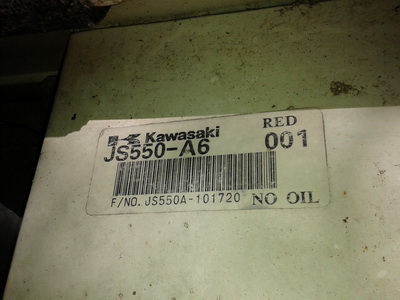 Kawasaki RED
JS550-A6 001
F/NO. JS550A-101720 NO OIL